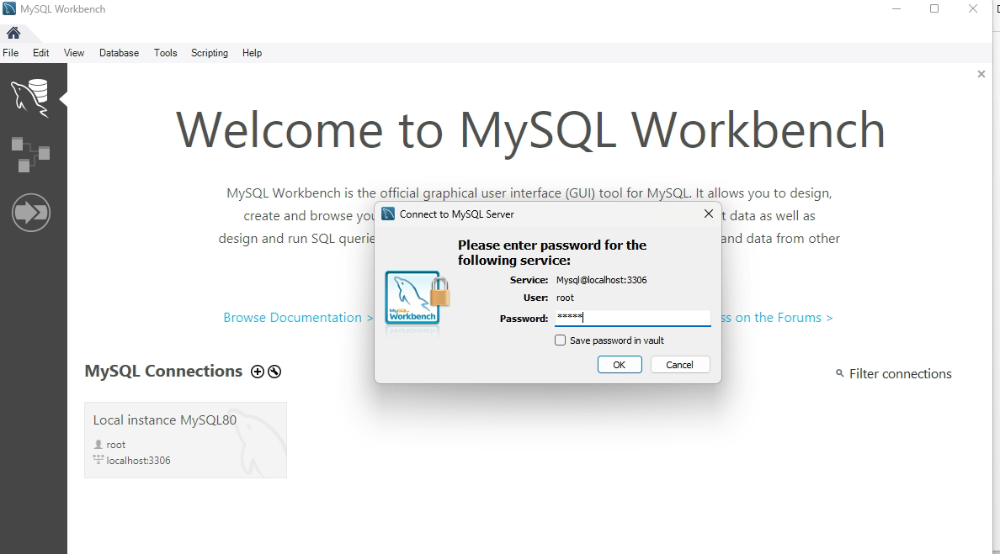 MySQL Workbench
File Edit View Database Tools Scripting Help
Welcome to MySQL Workbench
MySQL Workbench is the official graphical user interface (GUI) tool for MySQL. It allows you to design,
create and browse you t data as well as
design and run SQL querie and data from other
Connect to MySQL Server
Please enter password for the
following service:
Service: Mysql@localhost:3306
User: root
Password: *****
Save password in vault
OK Cancel
MySQL
Workbench
Browse Documentation > ss on the Forums >
MySQL Connections
Filter connections
Local instance MySQL80
root
localhost:3306